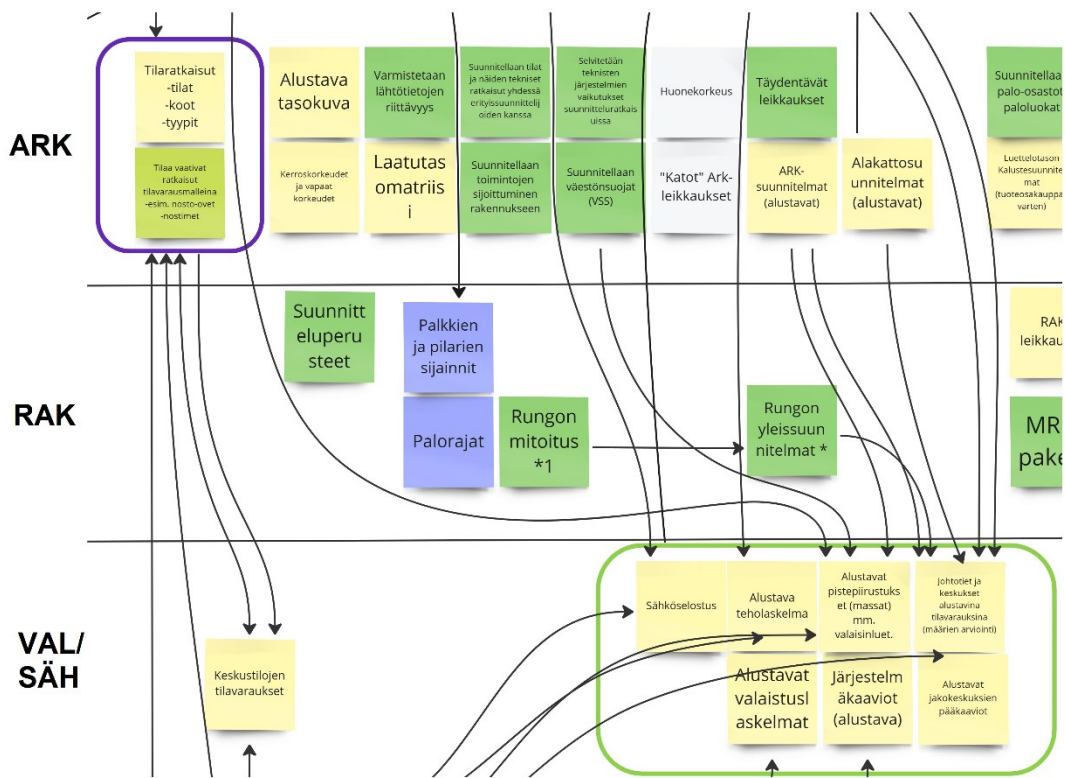 ARK
Tilaratkaisut
-tilat
-koot
-tyypit
Tilaa vaativat
ratkaisut
tilavarausmalleina
-esim. nosto-ovet
-nostimet
Alustava
tasokuva
Kerroskorkeudet
ja vapaat
korkeudet
Varmistetaan
lähtötietojen
riittävyys
Laatutas
omatriis
i
Suunnitellaan tilat
ja näiden tekniset
ratkaisut yhdessä
erityissuunnittelij
oiden kanssa
Suunnitellaan
toimintojen
sijoittuminen
rakennukseen
Selvitetään
teknisten
järjestelmien
vaikutukset
suunnitteluratkais
uissa
Suunnitellaan
väestönsuojat
(VSS)
Huonekorkeus
"Katot" Ark-
leikkaukset
Täydentävät
leikkaukset
ARK-
suunnitelmat
(alustavat)
Alakattosu
unnitelmat
(alustavat)
Suunnitellaa
palo-osastot
paloluokat
Luettelotason
Kalustesuunnite
mat
(tuoteosakauppa
varten)
RAK
Suunnitt
eluperu
steet
Palkkien
ja pilarien
sijainnit
Palorajat
Rungon
mitoitus
*1
Rungon
yleissuun
nitelmat *
RAK
leikkau
MR
pake
VAL/
SÄH
Keskustilojen
tilavaraukset
Sähköselostus
Alustava
teholaskelma
Alustavat
pistepiirustuks
et (massat)
mm.
valaisinluet.
Johtotiet ja
keskukset
alustavina
tilavarauksina
(määrien arviointi)
Alustavat
valaistusl
askelmat
Järjestelm
äkaaviot
(alustava)
Alustavat
jakokeskuksien
pääkaaviot